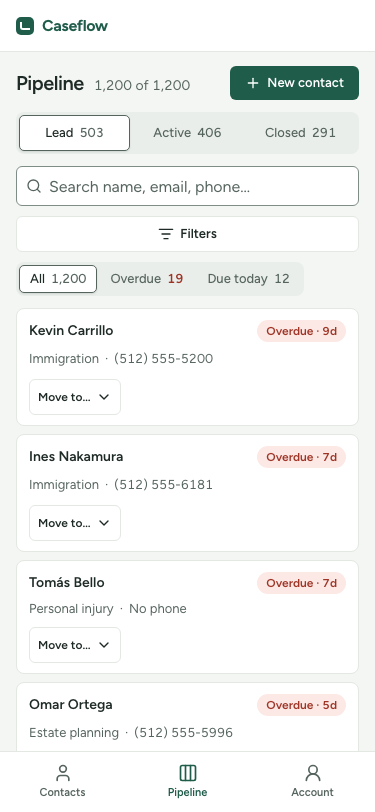 Caseflow
Pipeline 1,200 of 1,200
New contact
Lead 503 Active 406 Closed 291
Search name, email, phone...
Filters
All 1,200 Overdue 19 Due today 12
Kevin Carrillo Overdue · 9d
Immigration · (512) 555-5200
Move to...
Ines Nakamura Overdue · 7d
Immigration · (512) 555-6181
Move to...
Tomás Bello Overdue · 7d
Personal injury · No phone
Move to...
Omar Ortega Overdue · 5d
Estate planning · (512) 555-5996
Contacts Pipeline Account